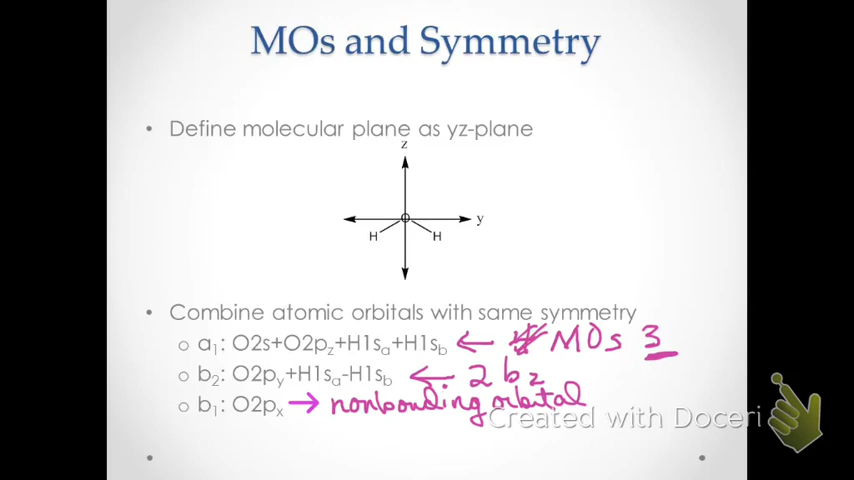 MOs and Symmetry
• Define molecular plane as yz-plane
z
O
y
H H
• Combine atomic orbitals with same symmetry
o a₁: O2s+O2pz+H1sₐ+H1sb ← MOs 3
o b₂: O2py+H1sₐ-H1sb ← 2 b₂
o b₁: O2pₓ → nonbonding orbital
Created with Doceri